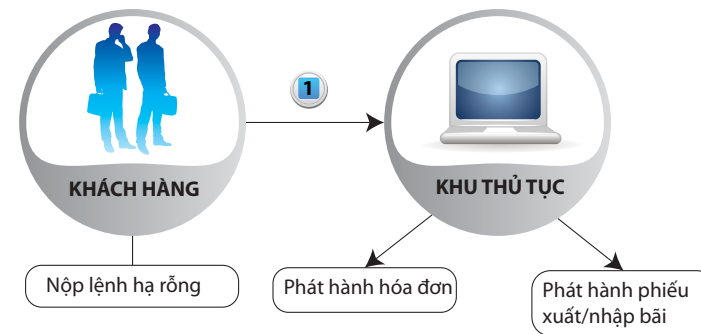 1
KHÁCH HÀNG
KHU THỦ TỤC
Nộp lệnh hạ rỗng
Phát hành hóa đơn
Phát hành phiếu
xuất/nhập bãi